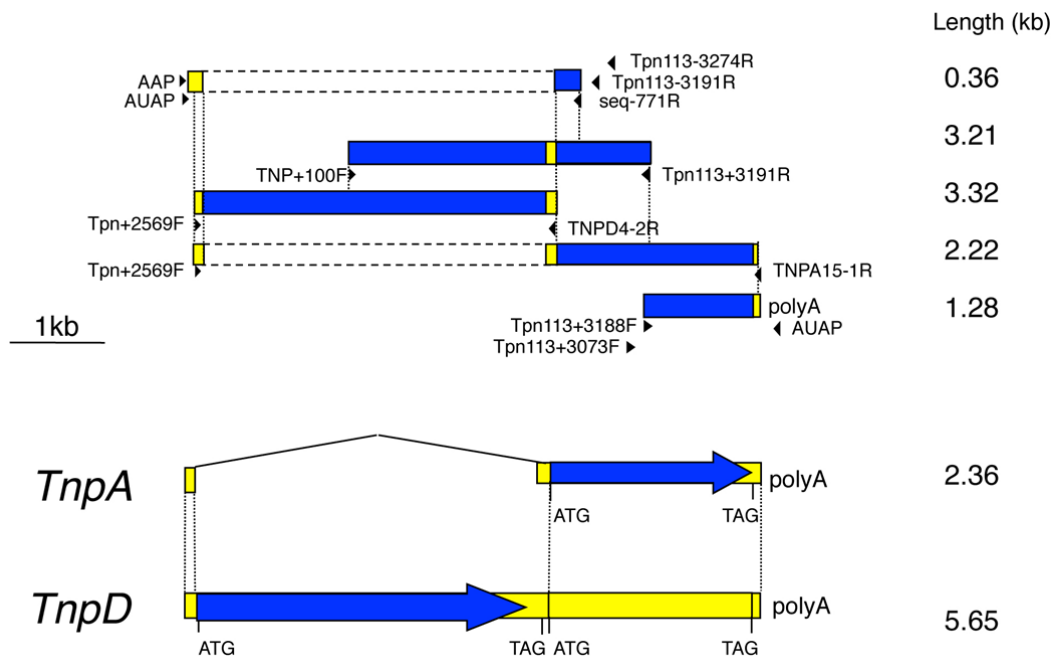 Length (kb)
Tpn113-3274R
AAP Tpn113-3191R 0.36
AUAP seq-771R
3.21
TNP+100F Tpn113+3191R
3.32
Tpn+2569F TNPD4-2R
2.22
Tpn+2569F TNPA15-1R
polyA 1.28
1kb Tpn113+3188F AUAP
Tpn113+3073F
TnpA polyA 2.36
ATG TAG
TnpD polyA 5.65
ATG TAG ATG TAG